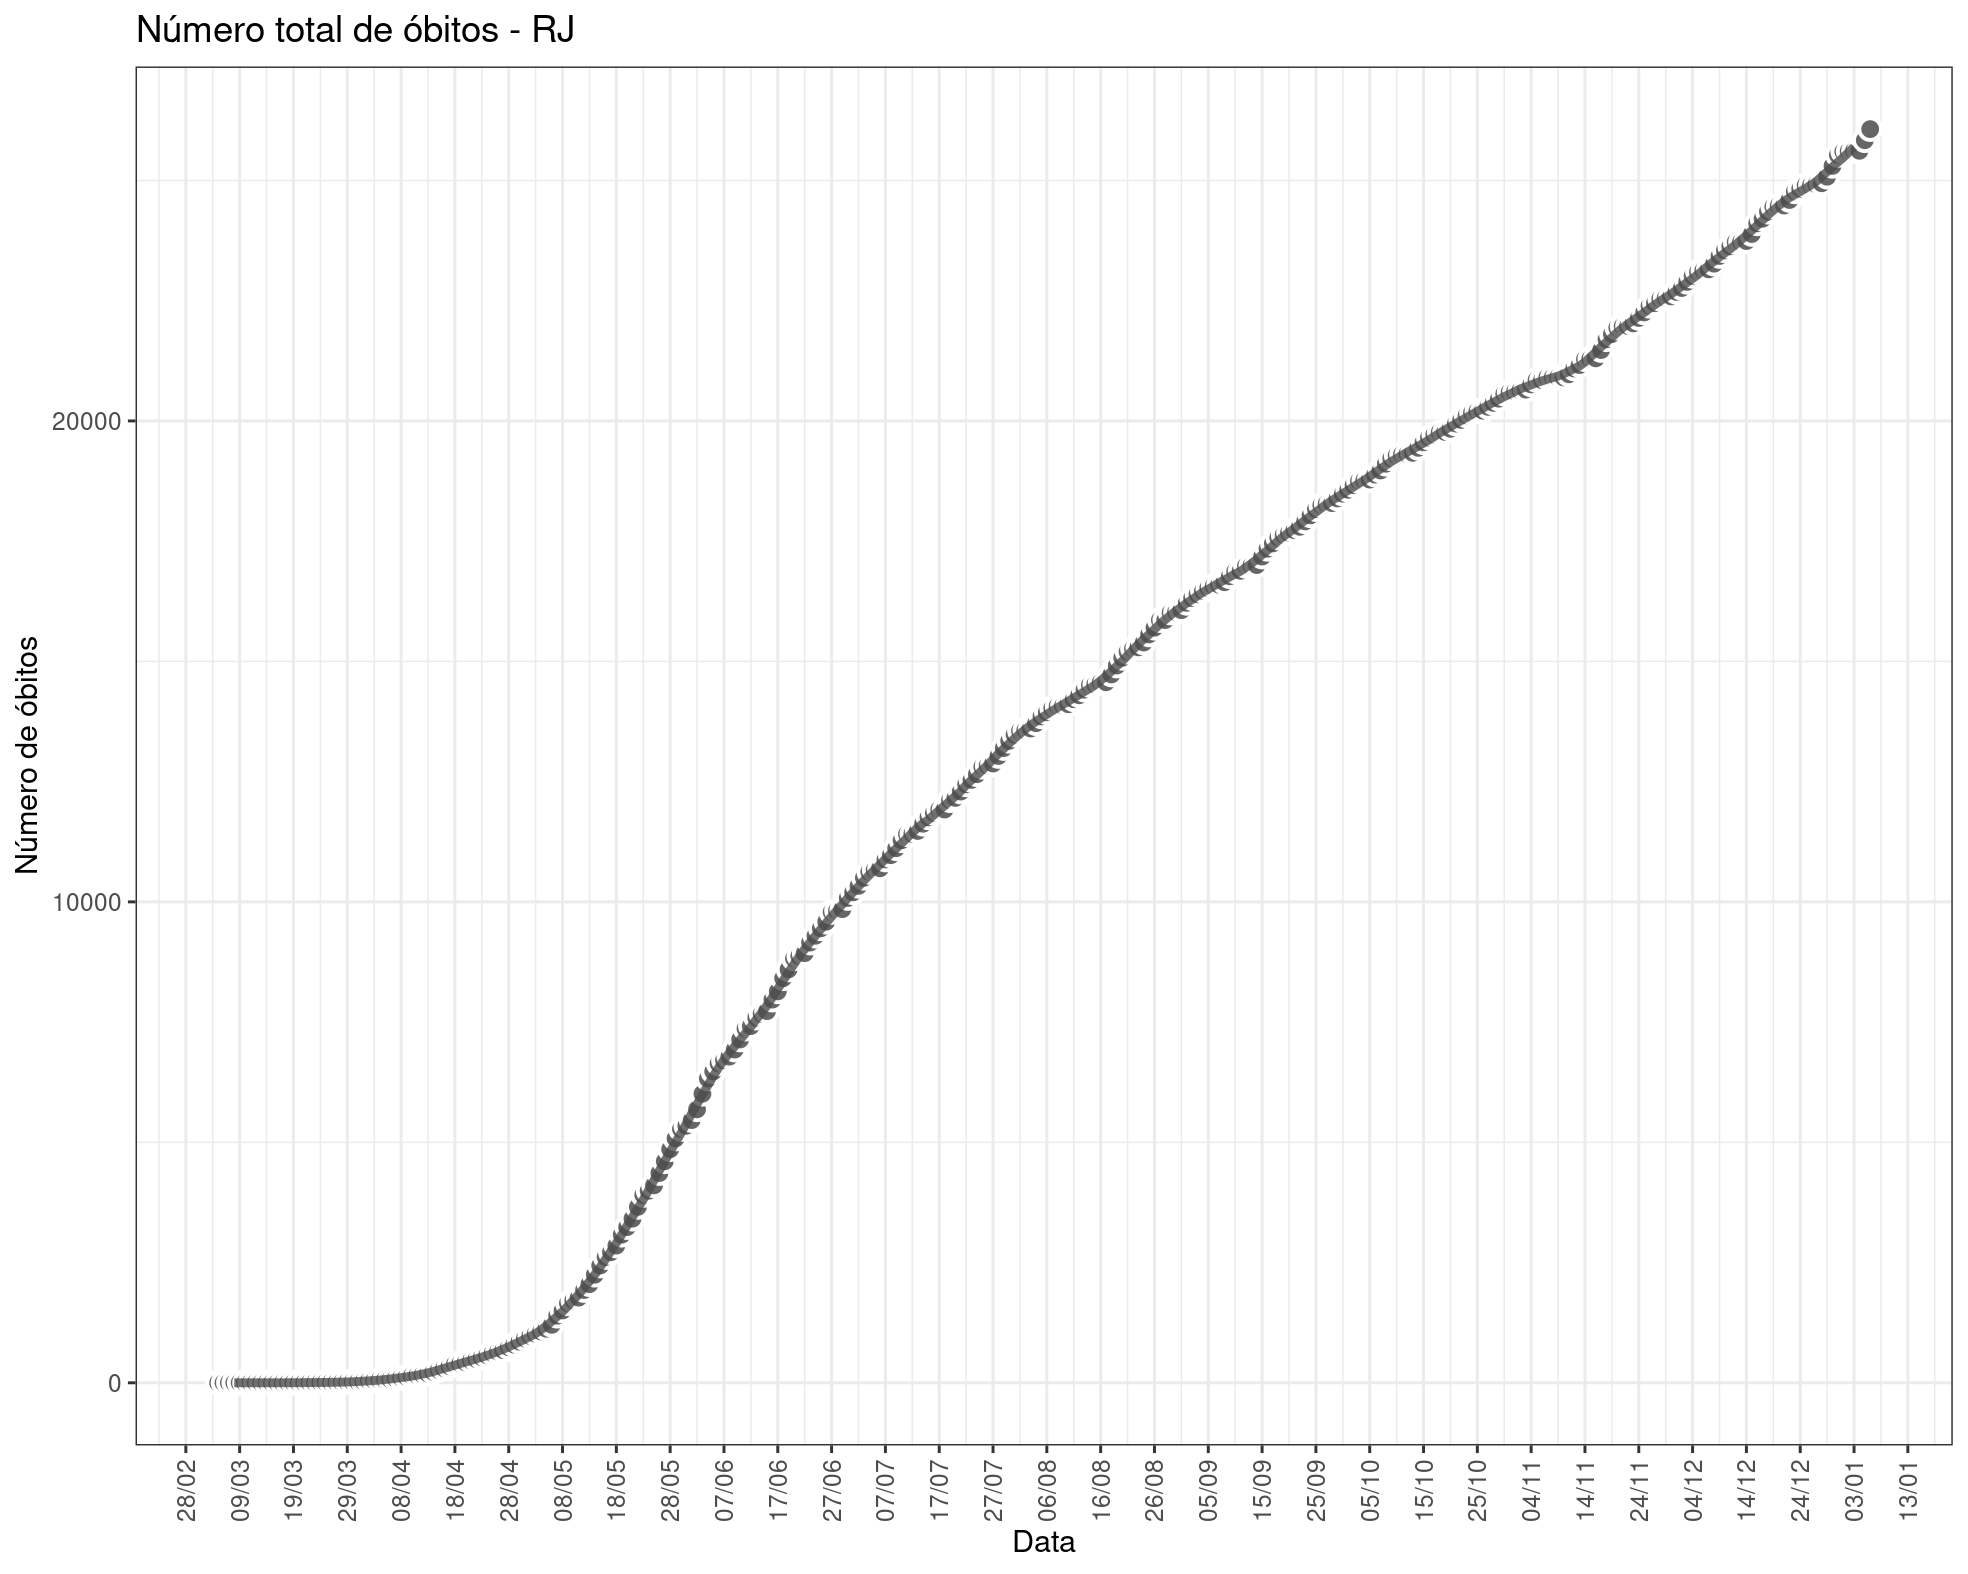 Número total de óbitos - RJ
Número de óbitos
20000
10000
0
28/02 09/03 19/03 29/03 08/04 18/04 28/04 08/05 18/05 28/05 07/06 17/06 27/06 07/07 17/07 27/07 06/08 16/08 26/08 05/09 15/09 25/09 05/10 15/10 25/10 04/11 14/11 24/11 04/12 14/12 24/12 03/01 13/01
Data